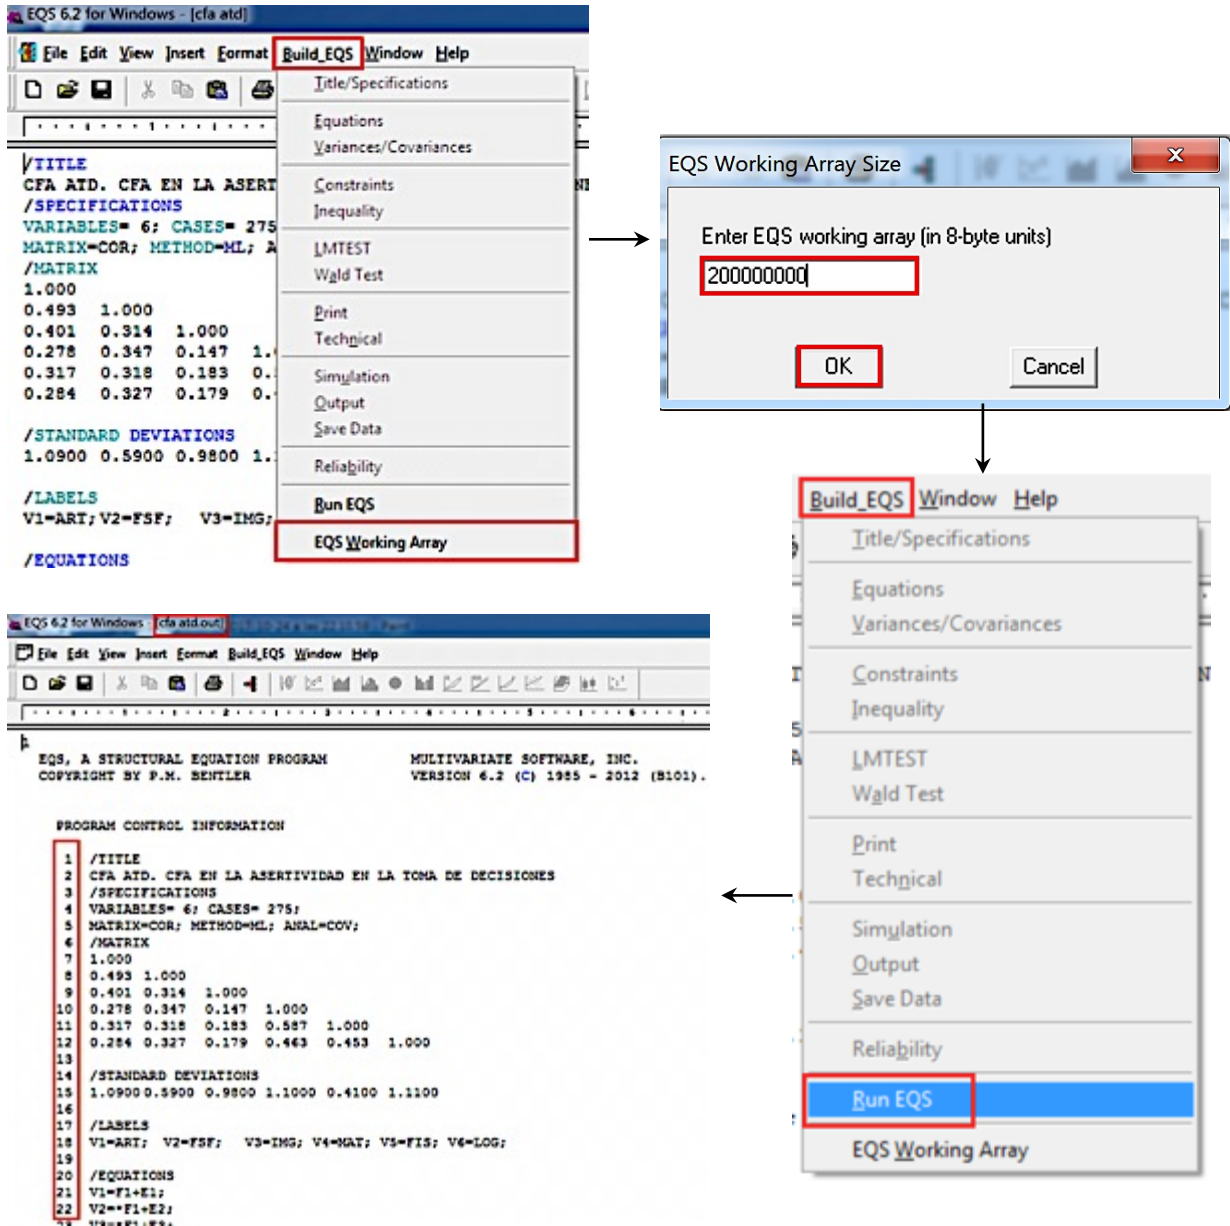 EQS 6.2 for Windows - [cfa atd]
File Edit View Insert Format Build_EQS Window Help
Title/Specifications
Equations
Variances/Covariances
Constraints
Inequality
LMTEST
Wald Test
Print
Technical
Simulation
Output
Save Data
Reliability
Run EQS
EQS Working Array
/TITLE
CFA ATD. CFA EN LA ASERT
/SPECIFICATIONS
VARIABLES= 6; CASES= 275
MATRIX=COR; METHOD=ML; A
/MATRIX
1.000
0.493 1.000
0.401 0.314 1.000
0.278 0.347 0.147 1.
0.317 0.318 0.183 0.
0.284 0.327 0.179 0.
/STANDARD DEVIATIONS
1.0900 0.5900 0.9800 1.
/LABELS
V1=ART; V2=FSF; V3=IMG;
/EQUATIONS
EQS Working Array Size
Enter EQS working array (in 8-byte units)
200000000
OK Cancel
Build_EQS Window Help
Title/Specifications
Equations
Variances/Covariances
Constraints
Inequality
LMTEST
Wald Test
Print
Technical
Simulation
Output
Save Data
Reliability
Run EQS
EQS Working Array
EQS 6.2 for Windows - [cfa atd.out]
File Edit View Insert Format Build_EQS Window Help
EQS, A STRUCTURAL EQUATION PROGRAM MULTIVARIATE SOFTWARE, INC.
COPYRIGHT BY P.M. BENTLER VERSION 6.2 (C) 1985 - 2012 (B101).
PROGRAM CONTROL INFORMATION
1 /TITLE
2 CFA ATD. CFA EN LA ASERTIVIDAD EN LA TOMA DE DECISIONES
3 /SPECIFICATIONS
4 VARIABLES= 6; CASES= 275;
5 MATRIX=COR; METHOD=ML; ANAL=COV;
6 /MATRIX
7 1.000
8 0.493 1.000
9 0.401 0.314 1.000
10 0.278 0.347 0.147 1.000
11 0.317 0.318 0.183 0.587 1.000
12 0.284 0.327 0.179 0.463 0.453 1.000
13
14 /STANDARD DEVIATIONS
15 1.0900 0.5900 0.9800 1.1000 0.4100 1.1100
16
17 /LABELS
18 V1=ART; V2=FSF; V3=IMG; V4=MAT; V5=FIS; V6=LOG;
19
20 /EQUATIONS
21 V1=F1+E1;
22 V2=*F1+E2;